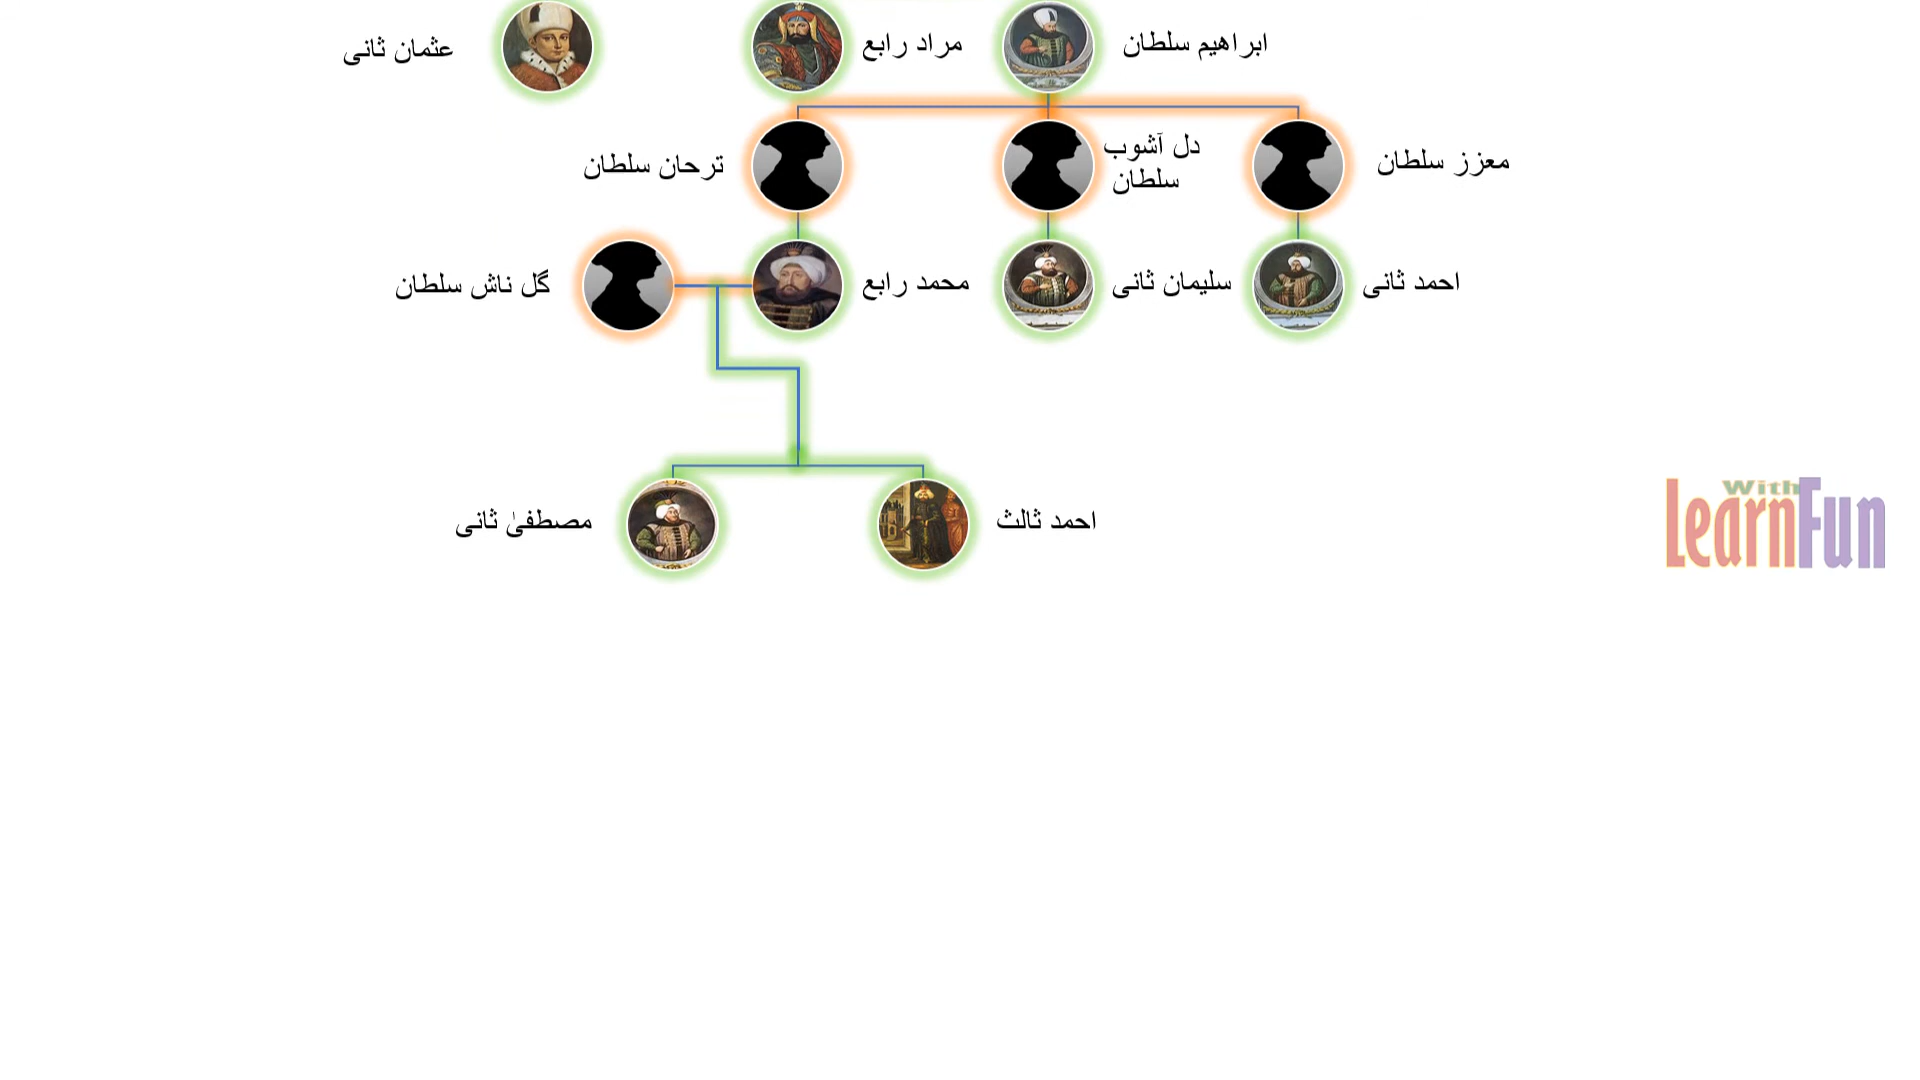 ابراھیم سلطان
مراد رابع
عثمان ثانی
معزز سلطان
دل آشوب
سلطان
ترحان سلطان
احمد ثانی
سلیمان ثانی
محمد رابع
گل ناش سلطان
احمد ثالث
مصطفیٰ ثانی
With
LearnFun